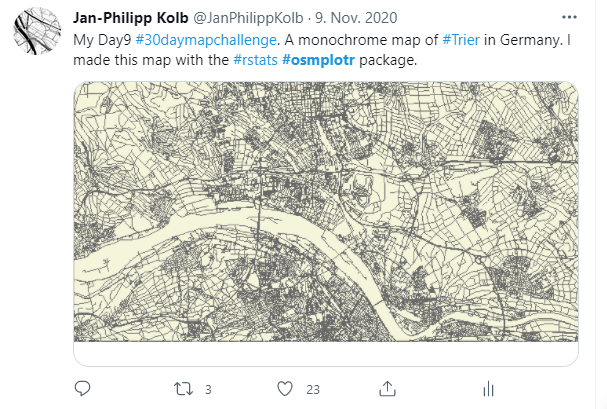 Jan-Philipp Kolb @JanPhilippKolb · 9. Nov. 2020
My Day9 #30daymapchallenge. A monochrome map of #Trier in Germany. I
made this map with the #rstats #osmplotr package.
3 23